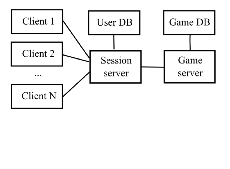 Client 1
User DB
Game DB
Client 2
Session
server
Game
server
...
Client N